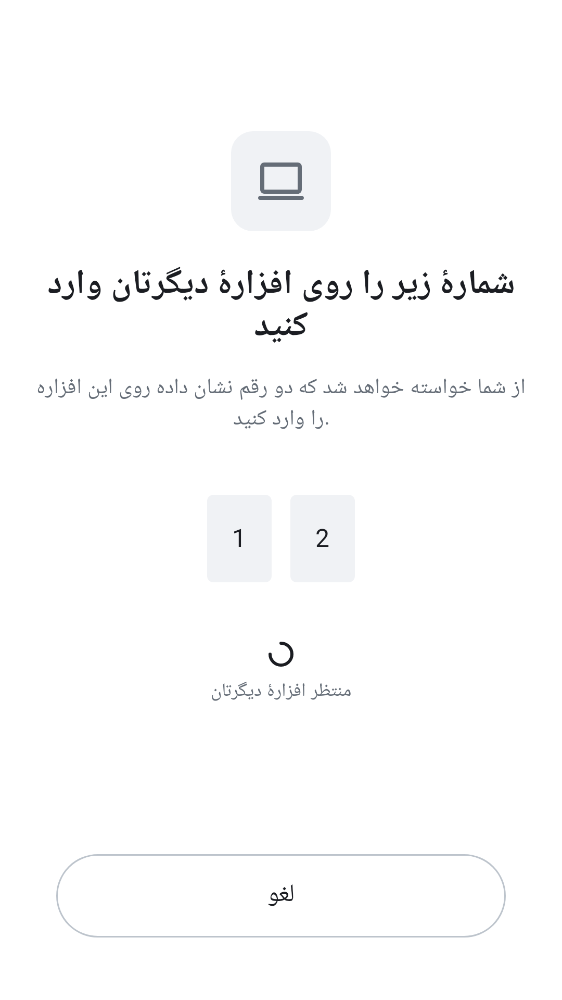 شمارهٔ زیر را روی افزارهٔ دیگرتان وارد
کنید
از شما خواسته خواهد شد که دو رقم نشان داده روی این افزاره
را وارد کنید.
1 2
منتظر افزارهٔ دیگرتان
لغو